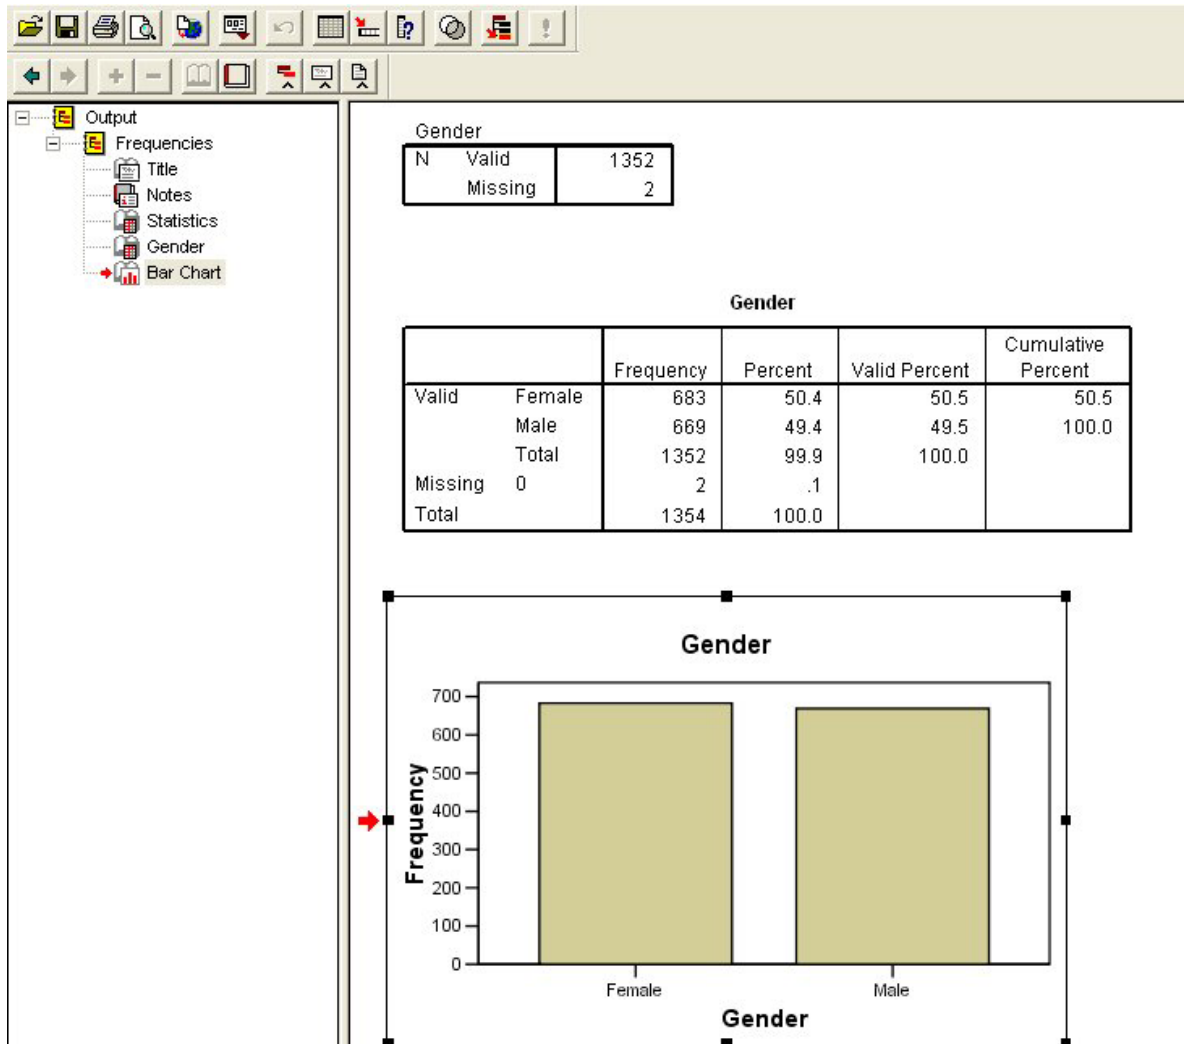 Output
Frequencies
Title
Notes
Statistics
Gender
Bar Chart
Gender
N Valid 1352
Missing 2
Gender
Frequency Percent Valid Percent Cumulative Percent
Valid Female 683 50.4 50.5 50.5
Male 669 49.4 49.5 100.0
Total 1352 99.9 100.0
Missing 0 2 .1
Total 1354 100.0
Gender
700
600
500
400
300
200
100
0
Frequency
Female Male
Gender